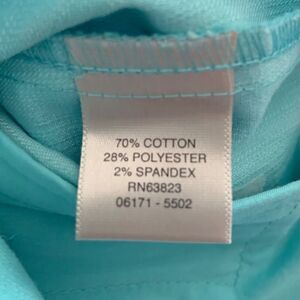 70% COTTON
28% POLYESTER
2% SPANDEX
RN63823
06171 - 5502